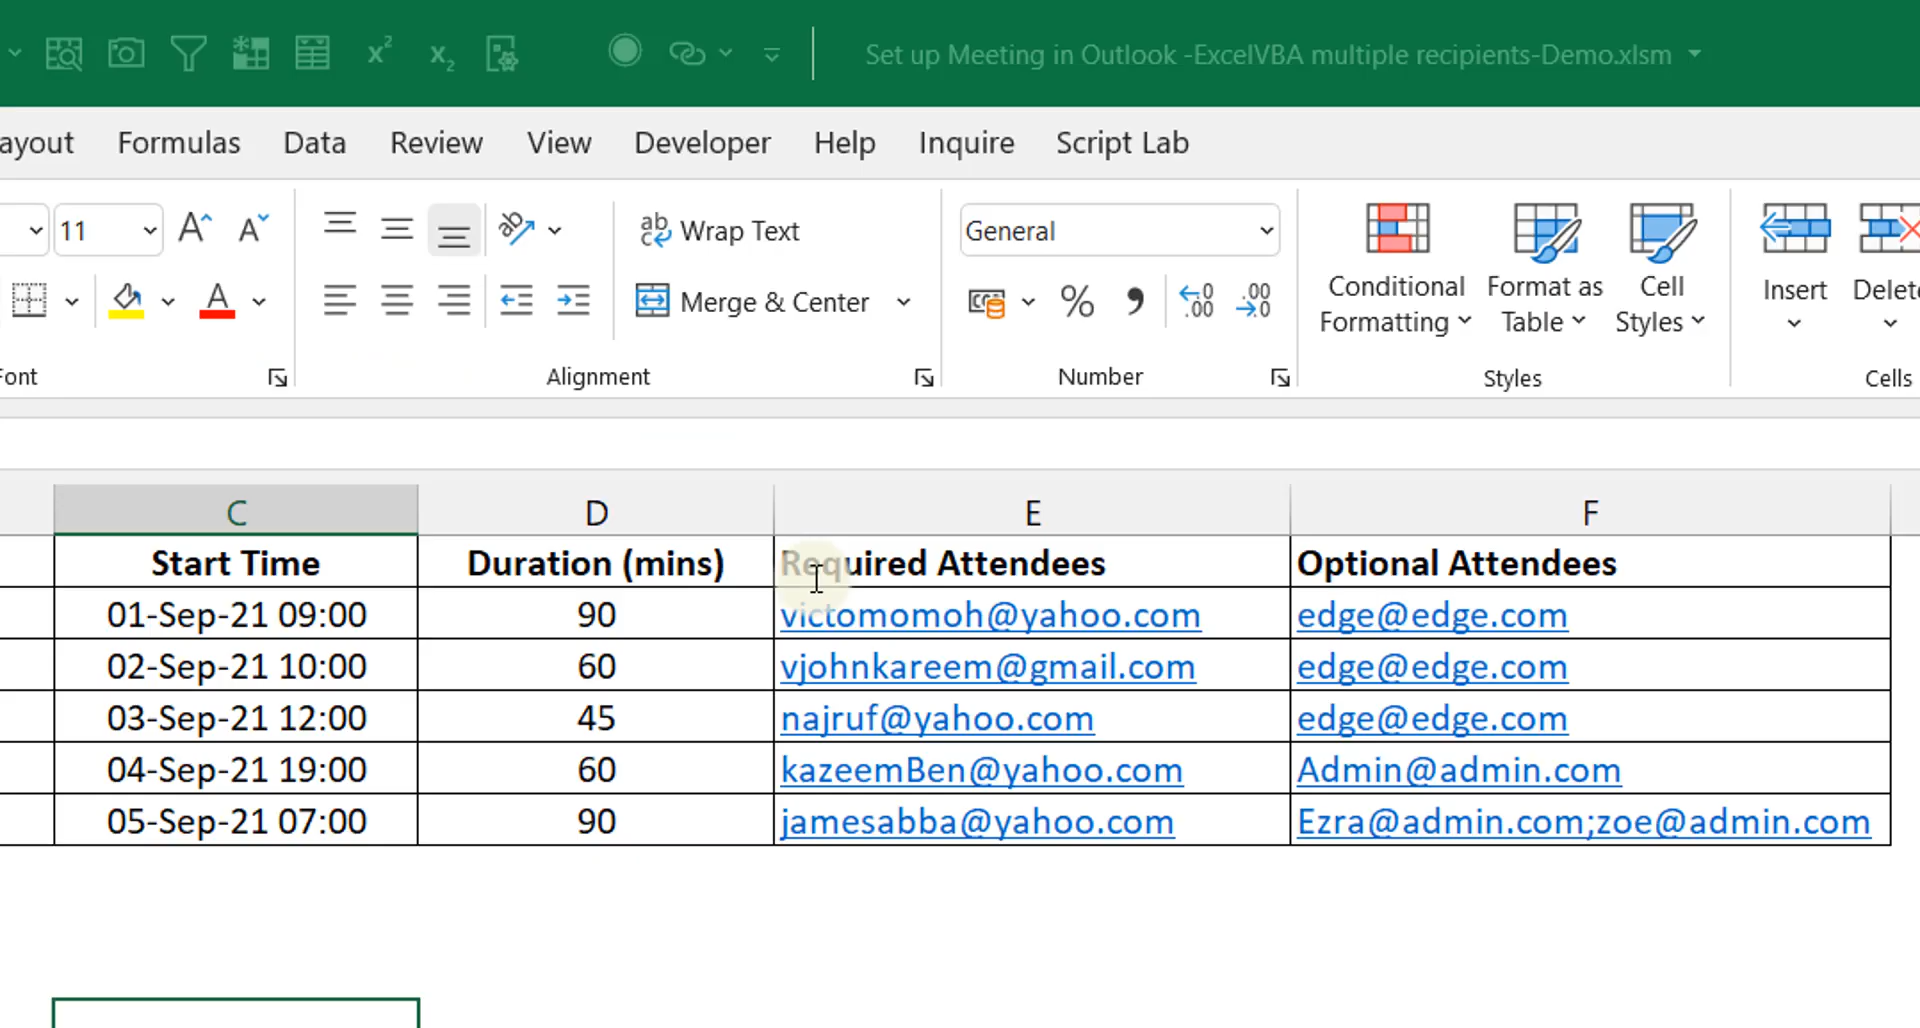 Set up Meeting in Outlook -ExcelVBA multiple recipients-Demo.xlsm
ayout Formulas Data Review View Developer Help Inquire Script Lab
11 Wrap Text General
Merge & Center
Conditional Formatting Format as Table Cell Styles Insert Delete
Font Alignment Number Styles Cells
C D E F
Start Time Duration (mins) Required Attendees Optional Attendees
01-Sep-21 09:00 90 victomomoh@yahoo.com edge@edge.com
02-Sep-21 10:00 60 vjohnkareem@gmail.com edge@edge.com
03-Sep-21 12:00 45 najruf@yahoo.com edge@edge.com
04-Sep-21 19:00 60 kazeemBen@yahoo.com Admin@admin.com
05-Sep-21 07:00 90 jamesabba@yahoo.com Ezra@admin.com;zoe@admin.com